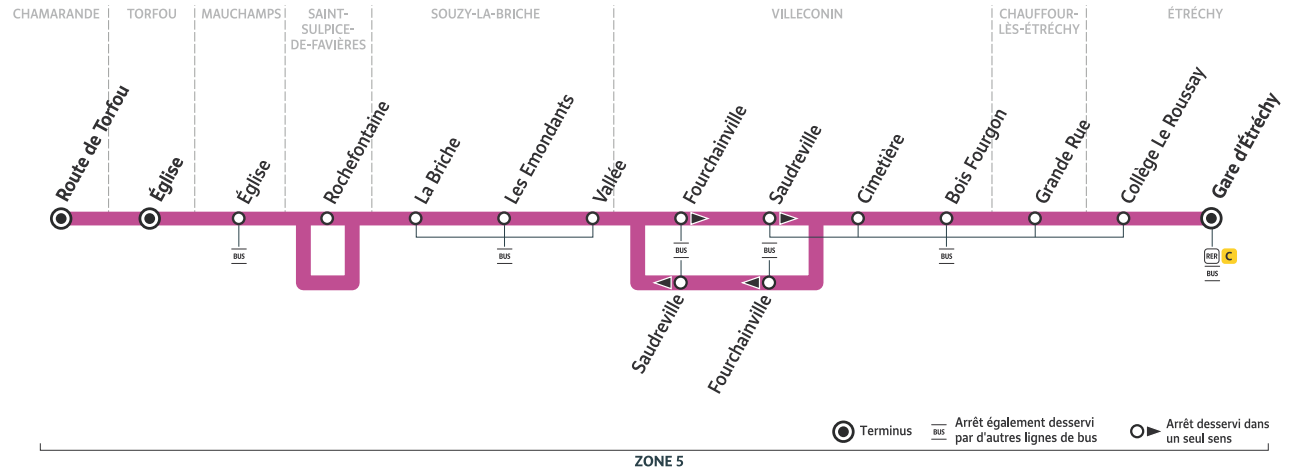 CHAMARANDE
TORFOU
MAUCHAMPS
SAINT-
SULPICE-
DE-FAVIÈRES
SOUZY-LA-BRICHE
VILLECONIN
CHAUFFOUR-
LÈS-ÉTRÉCHY
ÉTRÉCHY
Route de Torfou
Église
Église
Rochefontaine
La Briche
Les Emondants
Vallée
Fourchainville
Saudreville
Cimetière
Bois Fourgon
Grande Rue
Collège Le Roussay
Gare d'Étréchy
BUS
BUS
BUS
BUS
BUS
RER C
BUS
Saudreville
Fourchainville
Terminus
BUS
Arrêt également desservi
par d'autres lignes de bus
Arrêt desservi dans
un seul sens
ZONE 5